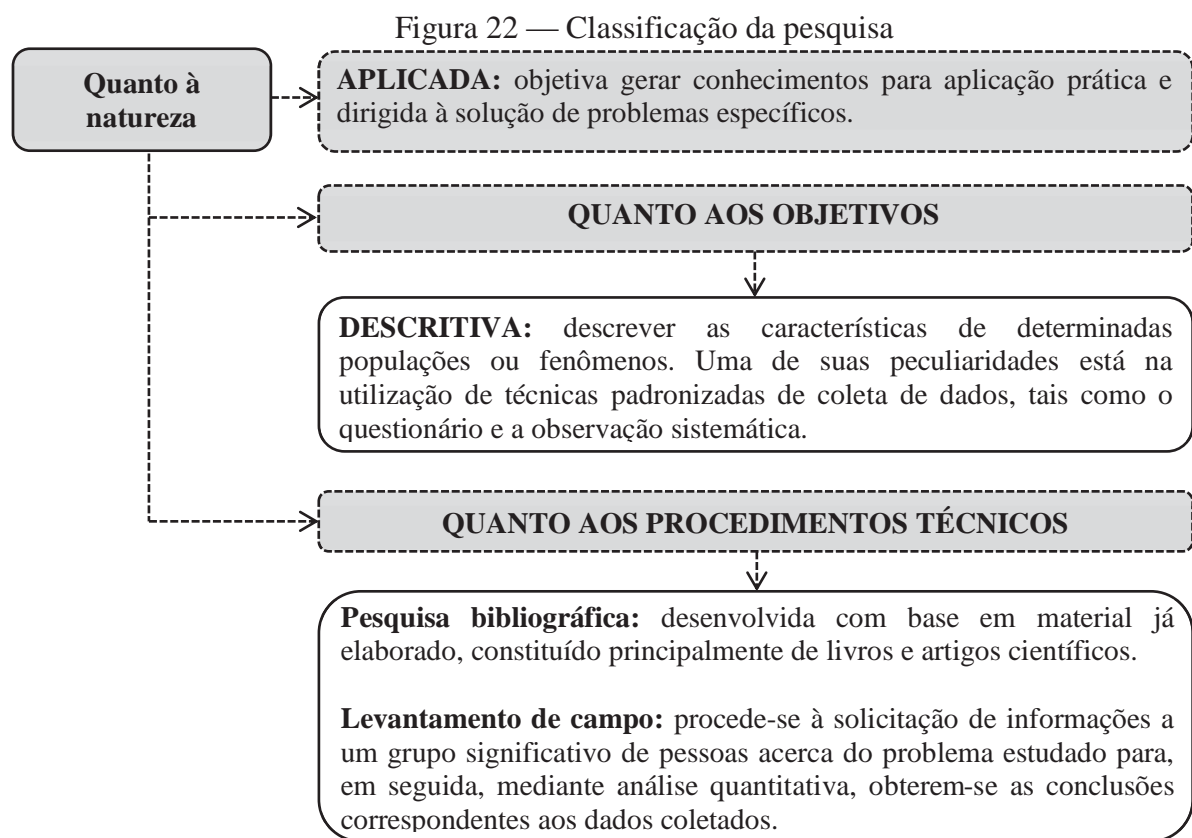 Figura 22 — Classificação da pesquisa
Quanto à
natureza
APLICADA: objetiva gerar conhecimentos para aplicação prática e
dirigida à solução de problemas específicos.
QUANTO AOS OBJETIVOS
DESCRITIVA: descrever as características de determinadas
populações ou fenômenos. Uma de suas peculiaridades está na
utilização de técnicas padronizadas de coleta de dados, tais como o
questionário e a observação sistemática.
QUANTO AOS PROCEDIMENTOS TÉCNICOS
Pesquisa bibliográfica: desenvolvida com base em material já
elaborado, constituído principalmente de livros e artigos científicos.
Levantamento de campo: procede-se à solicitação de informações a
um grupo significativo de pessoas acerca do problema estudado para,
em seguida, mediante análise quantitativa, obterem-se as conclusões
correspondentes aos dados coletados.